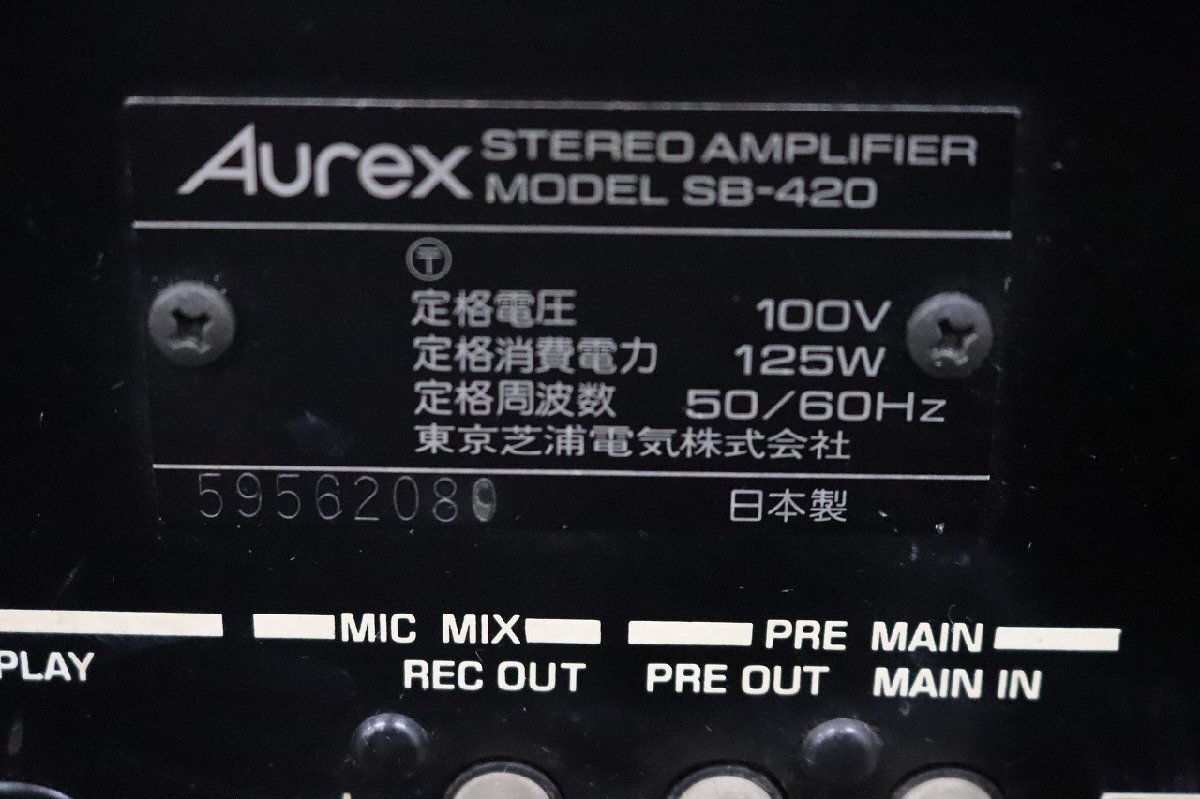 Aurex STEREO AMPLIFIER
MODEL SB-420
〒
定格電圧 100V
定格消費電力 125W
定格周波数 50/60Hz
東京芝浦電気株式会社
59562080 日本製
MIC MIX PRE MAIN
PLAY REC OUT PRE OUT MAIN IN